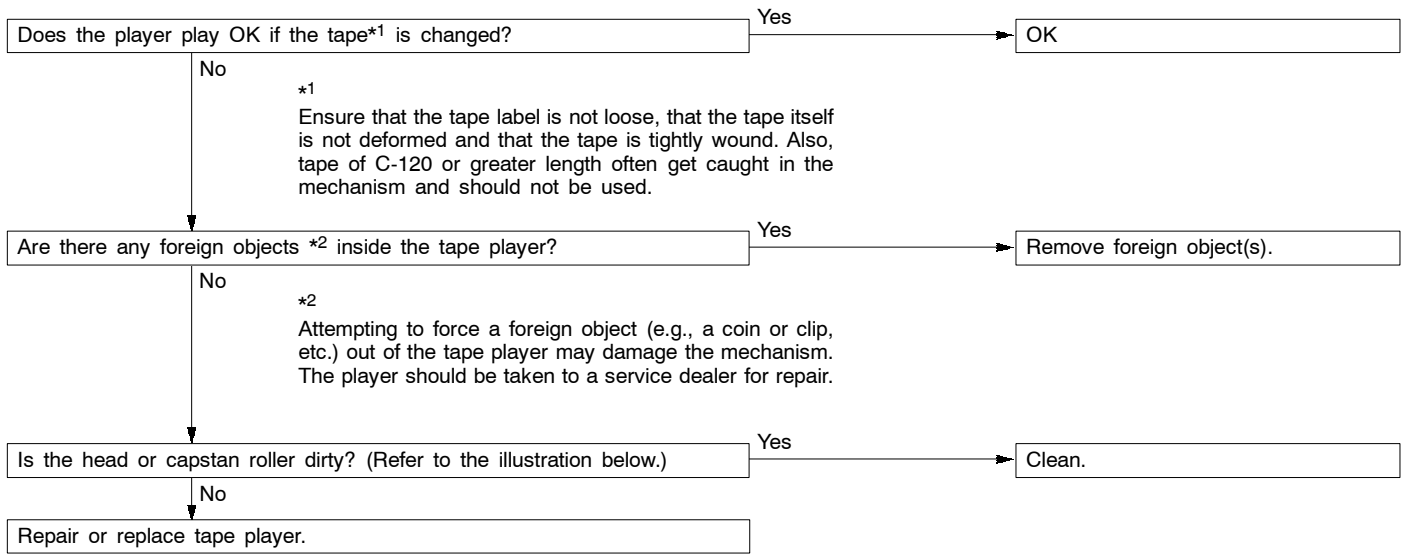 Yes
Does the player play OK if the tape*1 is changed?
OK
No
*1
Ensure that the tape label is not loose, that the tape itself
is not deformed and that the tape is tightly wound. Also,
tape of C-120 or greater length often get caught in the
mechanism and should not be used.
Yes
Are there any foreign objects *2 inside the tape player?
Remove foreign object(s).
No
*2
Attempting to force a foreign object (e.g., a coin or clip,
etc.) out of the tape player may damage the mechanism.
The player should be taken to a service dealer for repair.
Yes
Is the head or capstan roller dirty? (Refer to the illustration below.)
Clean.
No
Repair or replace tape player.